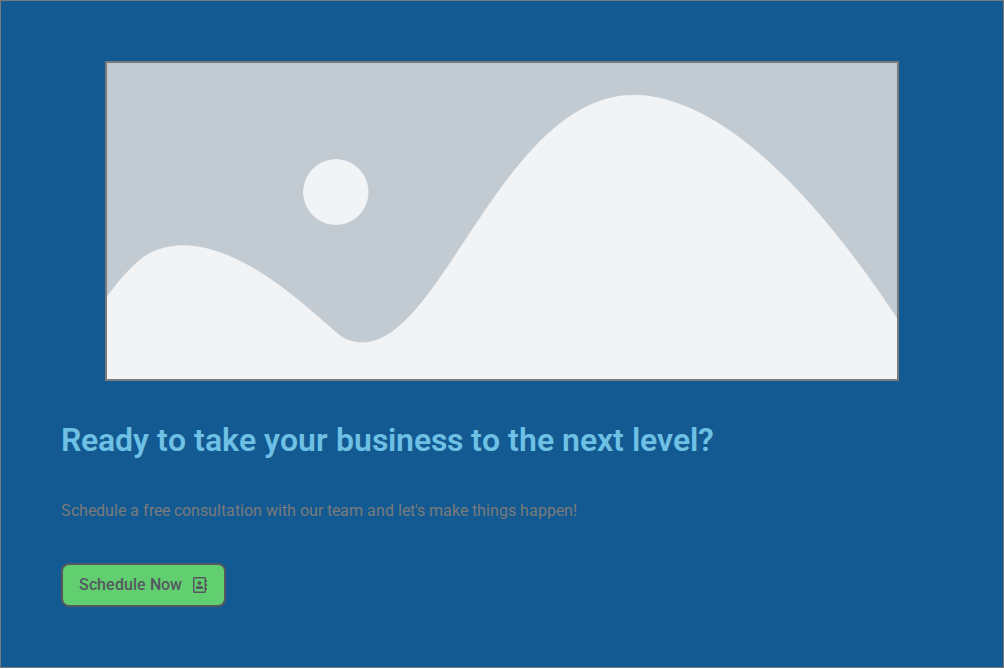 Ready to take your business to the next level?
Schedule a free consultation with our team and let's make things happen!
Schedule Now